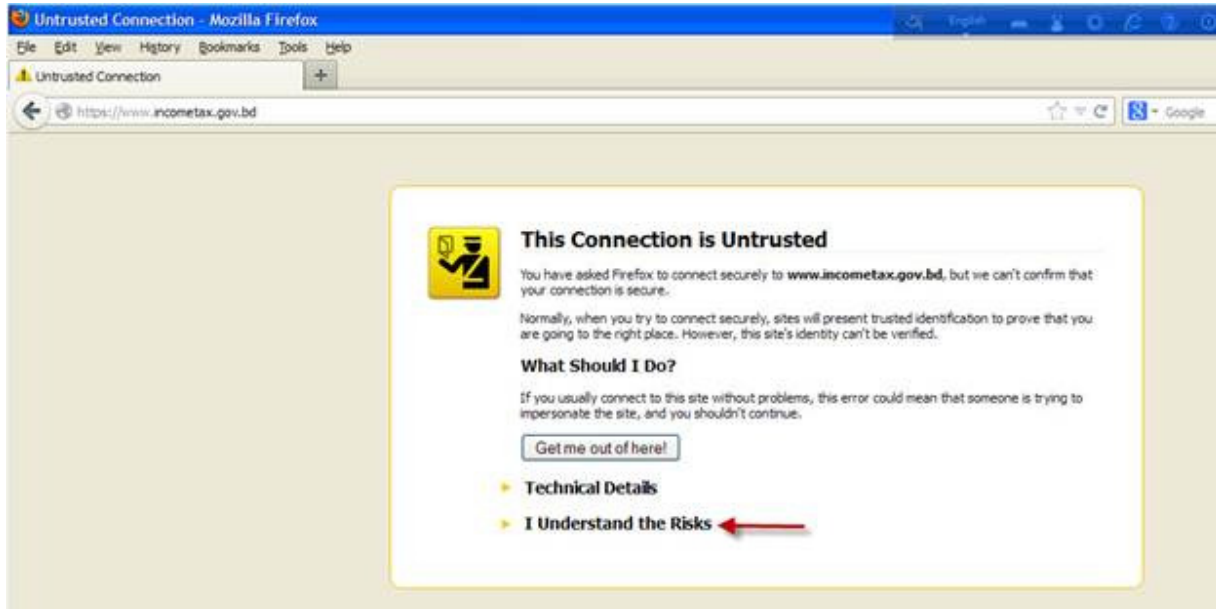 Untrusted Connection - Mozilla Firefox
English
File Edit View History Bookmarks Tools Help
Untrusted Connection
https://www.incometax.gov.bd
Google
This Connection is Untrusted
You have asked Firefox to connect securely to www.incometax.gov.bd, but we can't confirm that
your connection is secure.
Normally, when you try to connect securely, sites will present trusted identification to prove that you
are going to the right place. However, this site's identity can't be verified.
What Should I Do?
If you usually connect to this site without problems, this error could mean that someone is trying to
impersonate the site, and you shouldn't continue.
Get me out of here!
Technical Details
I Understand the Risks